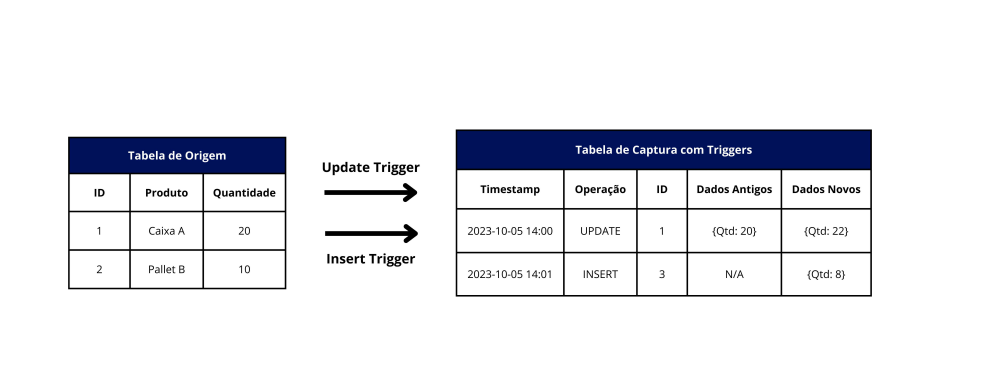 Tabela de Origem
ID Produto Quantidade
1 Caixa A 20
2 Pallet B 10
Update Trigger
Insert Trigger
Tabela de Captura com Triggers
Timestamp Operação ID Dados Antigos Dados Novos
2023-10-05 14:00 UPDATE 1 {Qtd: 20} {Qtd: 22}
2023-10-05 14:01 INSERT 3 N/A {Qtd: 8}